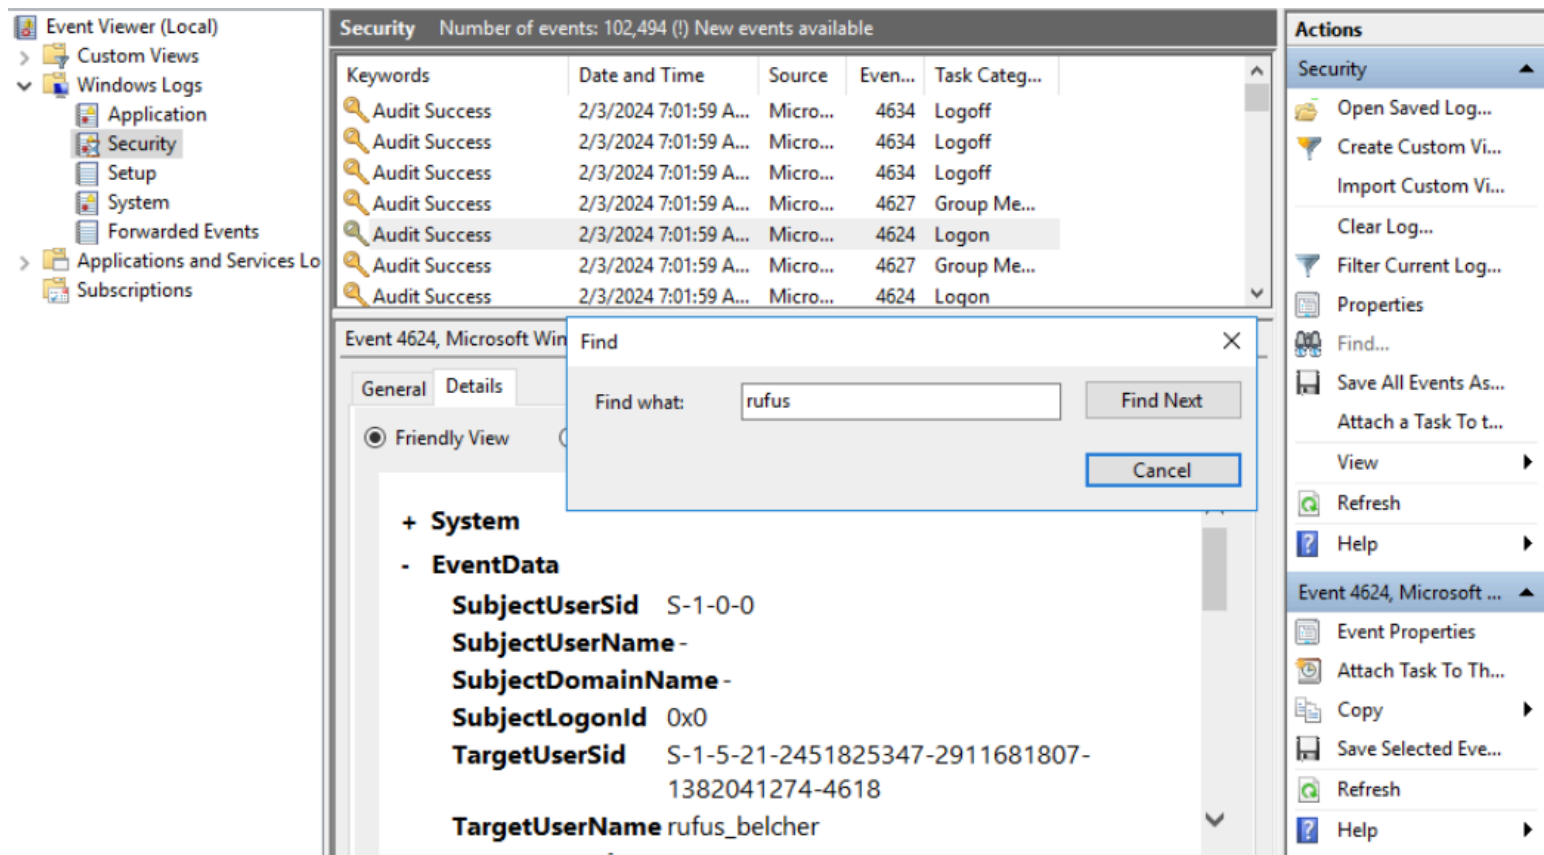 Event Viewer (Local)
Custom Views
Windows Logs
Application
Security
Setup
System
Forwarded Events
Applications and Services Lo
Subscriptions
Security Number of events: 102,494 (!) New events available
Keywords Date and Time Source Even... Task Categ...
Audit Success 2/3/2024 7:01:59 A... Micro... 4634 Logoff
Audit Success 2/3/2024 7:01:59 A... Micro... 4634 Logoff
Audit Success 2/3/2024 7:01:59 A... Micro... 4634 Logoff
Audit Success 2/3/2024 7:01:59 A... Micro... 4627 Group Me...
Audit Success 2/3/2024 7:01:59 A... Micro... 4624 Logon
Audit Success 2/3/2024 7:01:59 A... Micro... 4627 Group Me...
Audit Success 2/3/2024 7:01:59 A... Micro... 4624 Logon
Event 4624, Microsoft Win
General Details
Friendly View
Find
Find what: rufus Find Next
Cancel
+ System
- EventData
SubjectUserSid S-1-0-0
SubjectUserName -
SubjectDomainName -
SubjectLogonId 0x0
TargetUserSid S-1-5-21-2451825347-2911681807-
1382041274-4618
TargetUserName rufus_belcher
Actions
Security
Open Saved Log...
Create Custom Vi...
Import Custom Vi...
Clear Log...
Filter Current Log...
Properties
Find...
Save All Events As...
Attach a Task To t...
View
Refresh
Help
Event 4624, Microsoft ...
Event Properties
Attach Task To Th...
Copy
Save Selected Eve...
Refresh
Help